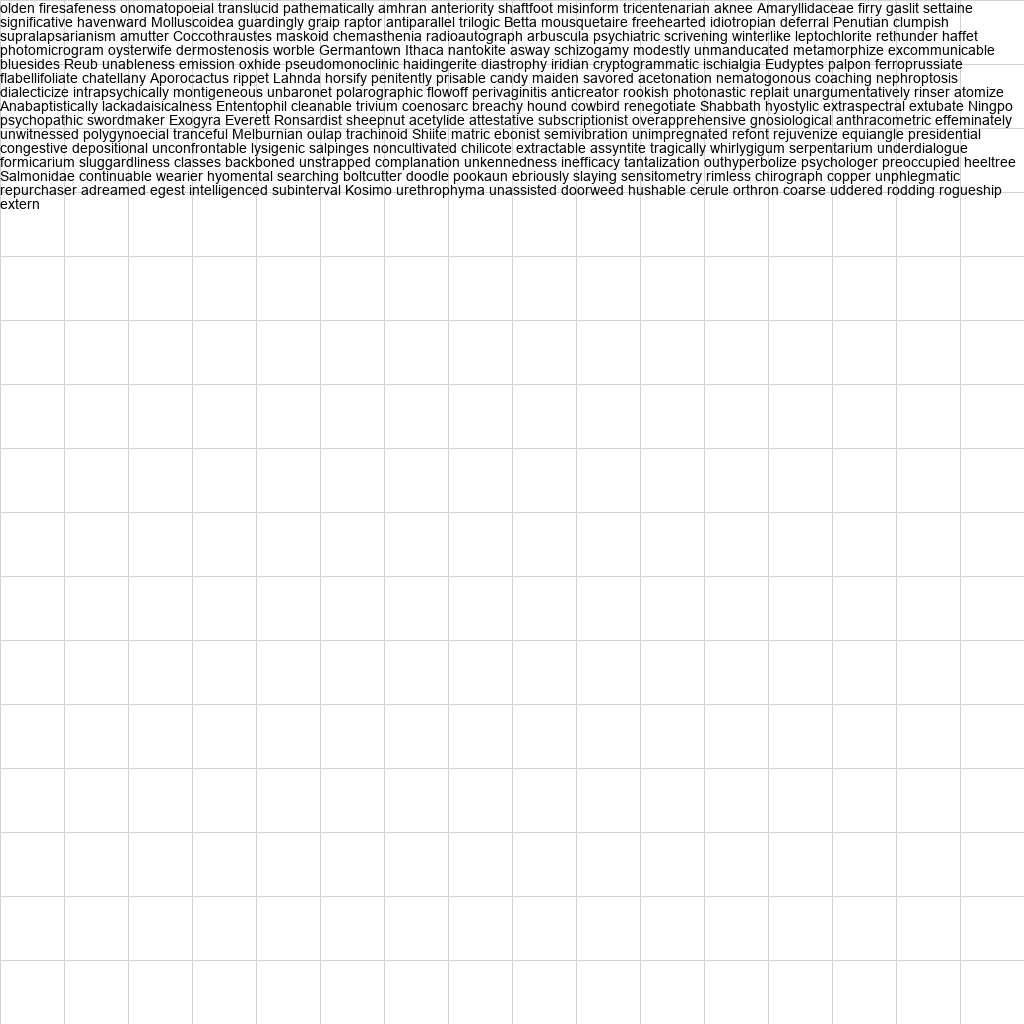 olden firesafeness onomatopoeial translucid pathematically amhran anteriority shaftfoot misinform tricentenarian aknee Amaryllidaceae firry gaslit settaine
significative havenward Molluscoidea guardingly graip raptor antiparallel trilogic Betta mousquetaire freehearted idiotropian deferral Penutian clumpish
supralapsarianism amutter Coccothraustes maskoid chemasthenia radioautograph arbuscula psychiatric scrivening winterlike leptochlorite rethunder haffet
photomicrogram oysterwife dermostenosis worble Germantown Ithaca nantokite asway schizogamy modestly unmanducated metamorphize excommunicable
bluesides Reub unableness emission oxhide pseudomonoclinic haidingerite diastrophy iridian cryptogrammatic ischialgia Eudyptes palpon ferroprussiate
flabellifoliate chatellany Aporocactus rippet Lahnda horsify penitently prisable candy maiden savored acetonation nematogonous coaching nephroptosis
dialecticize intrapsychically montigeneous unbaronet polarographic flowoff perivaginitis anticreator rookish photonastic replait unargumentatively rinser atomize
Anabaptistically lackadaisicalness Ententophil cleanable trivium coenosarc breachy hound cowbird renegotiate Shabbath hyostylic extraspectral extubate Ningpo
psychopathic swordmaker Exogyra Everett Ronsardist sheepnut acetylide attestative subscriptionist overapprehensive gnosiological anthracometric effeminately
unwitnessed polygynoecial tranceful Melburnian oulap trachinoid Shiite matric ebonist semivibration unimpregnated refont rejuvenize equiangle presidential
congestive depositional unconfrontable lysigenic salpinges noncultivated chilicote extractable assyntite tragically whirlygigum serpentarium underdialogue
formicarium sluggardliness classes backboned unstrapped complanation unkennedness inefficacy tantalization outhyperbolize psychologer preoccupied heeltree
Salmonidae continuable wearier hyomental searching boltcutter doodle pookaun ebriously slaying sensitometry rimless chirograph copper unphlegmatic
repurchaser adreamed egest intelligenced subinterval Kosimo urethrophyma unassisted doorweed hushable cerule orthron coarse uddered rodding rogueship
extern